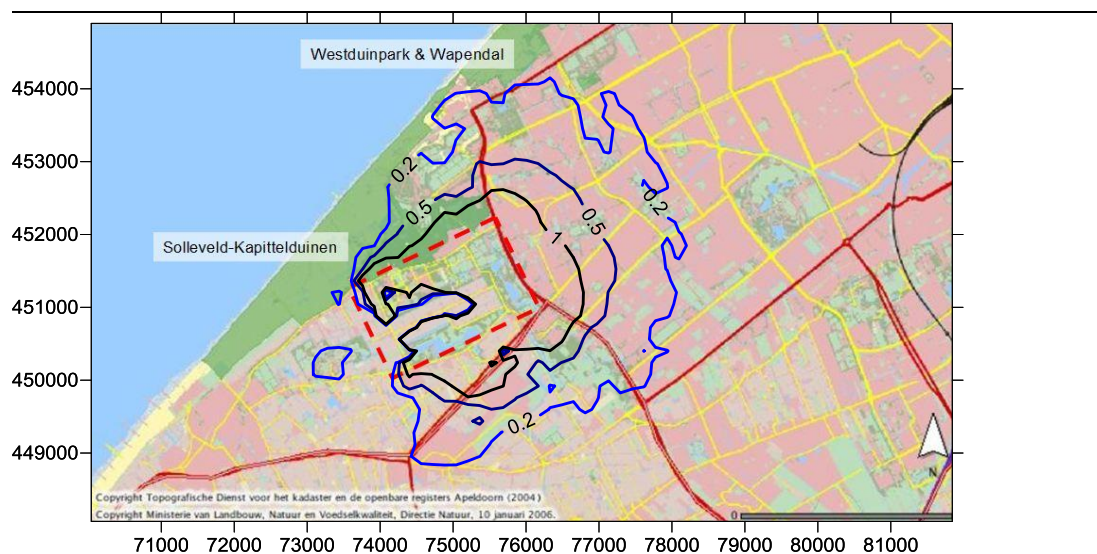 Westduinpark & Wapendal
454000
453000
0.2
0.2
0.5
0.5
452000
1
Solleveld-Kapittelduinen
451000
450000
0.2
449000
N
Copyright Topografische Dienst voor het kadaster en de openbare registers Apeldoorn (2004)
Copyright Ministerie van Landbouw, Natuur en Voedselkwaliteit, Directie Natuur, 10 januari 2006.
0
71000 72000 73000 74000 75000 76000 77000 78000 79000 80000 81000